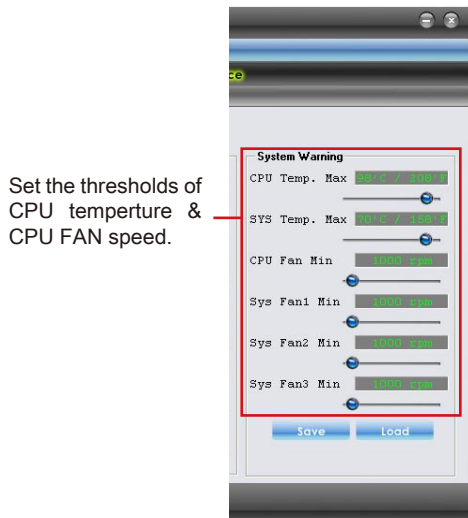 ce
System Warning
CPU Temp. Max 98°C / 208°F
Set the thresholds of
CPU temperture &
CPU FAN speed.
SYS Temp. Max 70°C / 158°F
CPU Fan Min 1000 rpm
Sys Fan1 Min 1000 rpm
Sys Fan2 Min 1000 rpm
Sys Fan3 Min 1000 rpm
Save Load